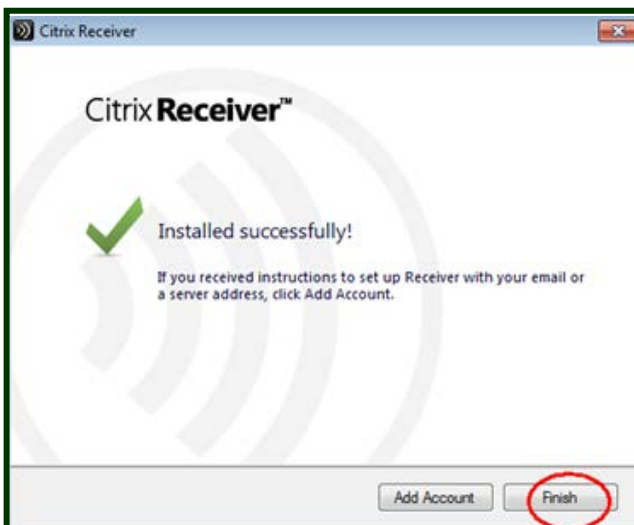 Citrix Receiver
Citrix Receiver™
Installed successfully!
If you received instructions to set up Receiver with your email or
a server address, click Add Account.
Add Account
Finish